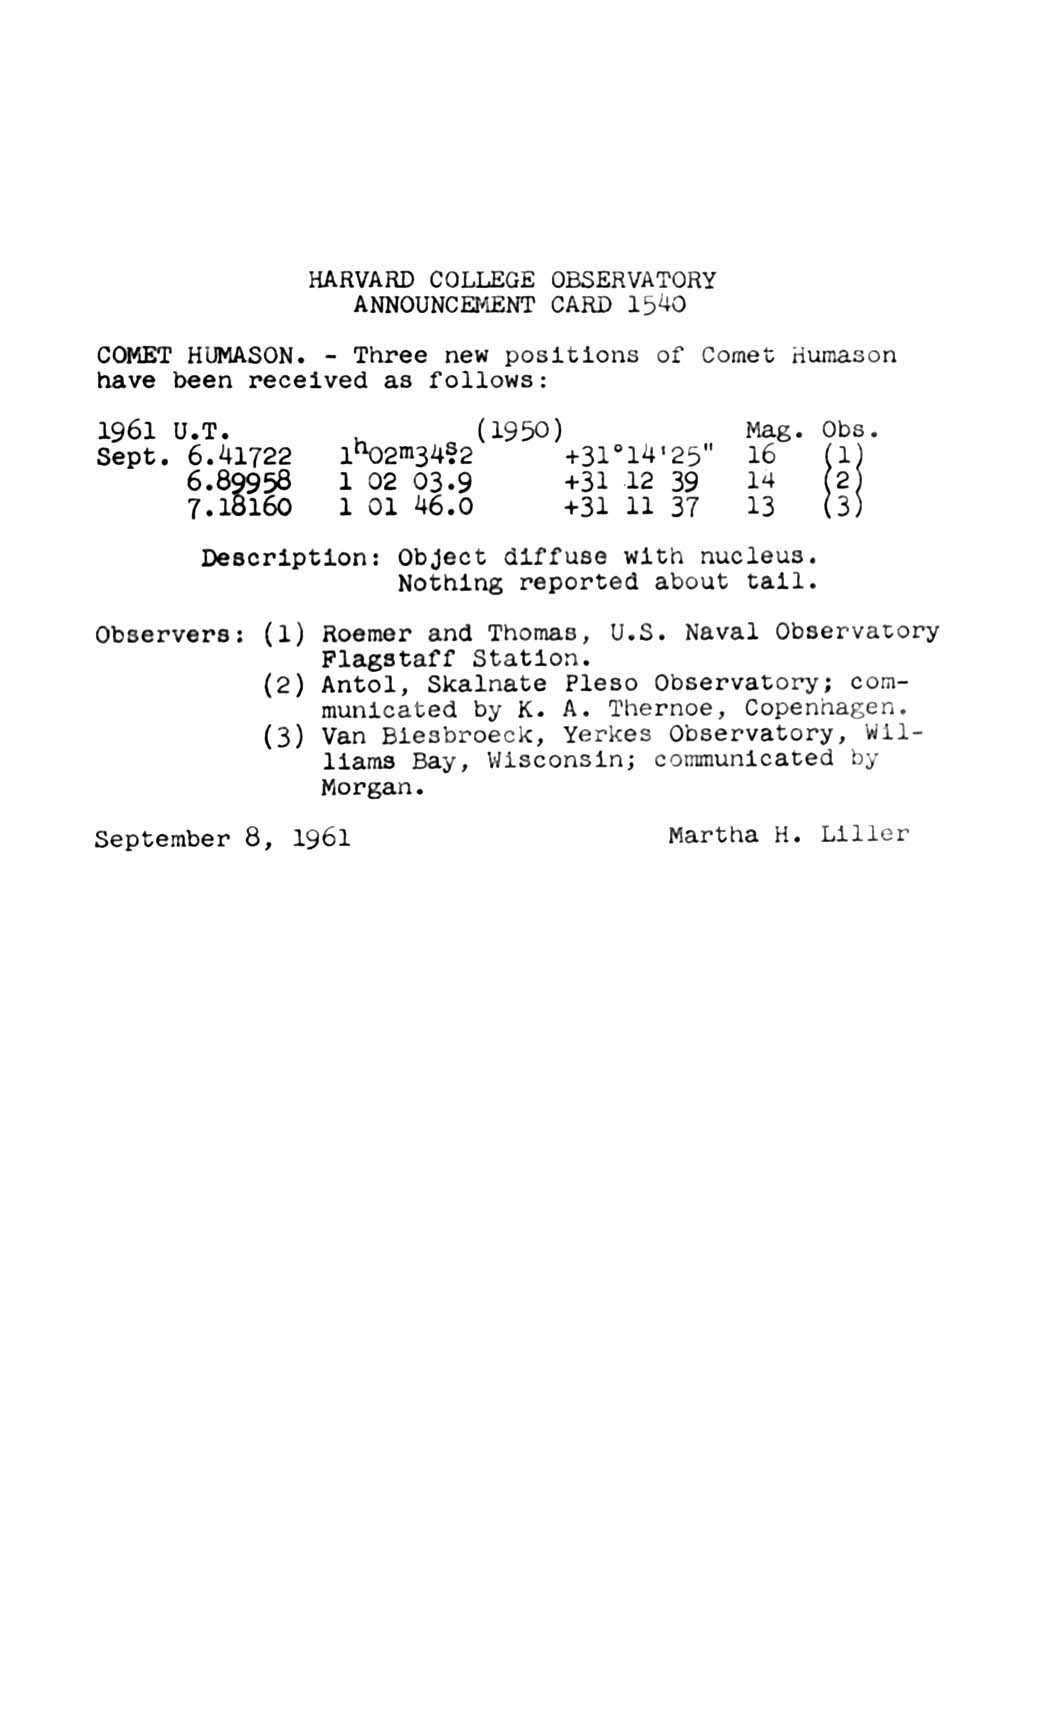 HARVARD COLLEGE OBSERVATORY
ANNOUNCEMENT CARD 1540
COMET HUMASON. - Three new positions of Comet Humason
have been received as follows:
1961 U.T. (1950) Mag. Obs.
Sept. 6.41722 1ʰ02ᵐ34ˢ.2 +31°14'25" 16 (1)
6.89958 1 02 03.9 +31 12 39 14 (2)
7.18160 1 01 46.0 +31 11 37 13 (3)
Description: Object diffuse with nucleus.
Nothing reported about tail.
Observers: (1) Roemer and Thomas, U.S. Naval Observatory
Flagstaff Station.
(2) Antol, Skalnate Pleso Observatory; com-
municated by K. A. Thernoe, Copenhagen.
(3) Van Biesbroeck, Yerkes Observatory, Wil-
liams Bay, Wisconsin; communicated by
Morgan.
September 8, 1961 Martha H. Liller